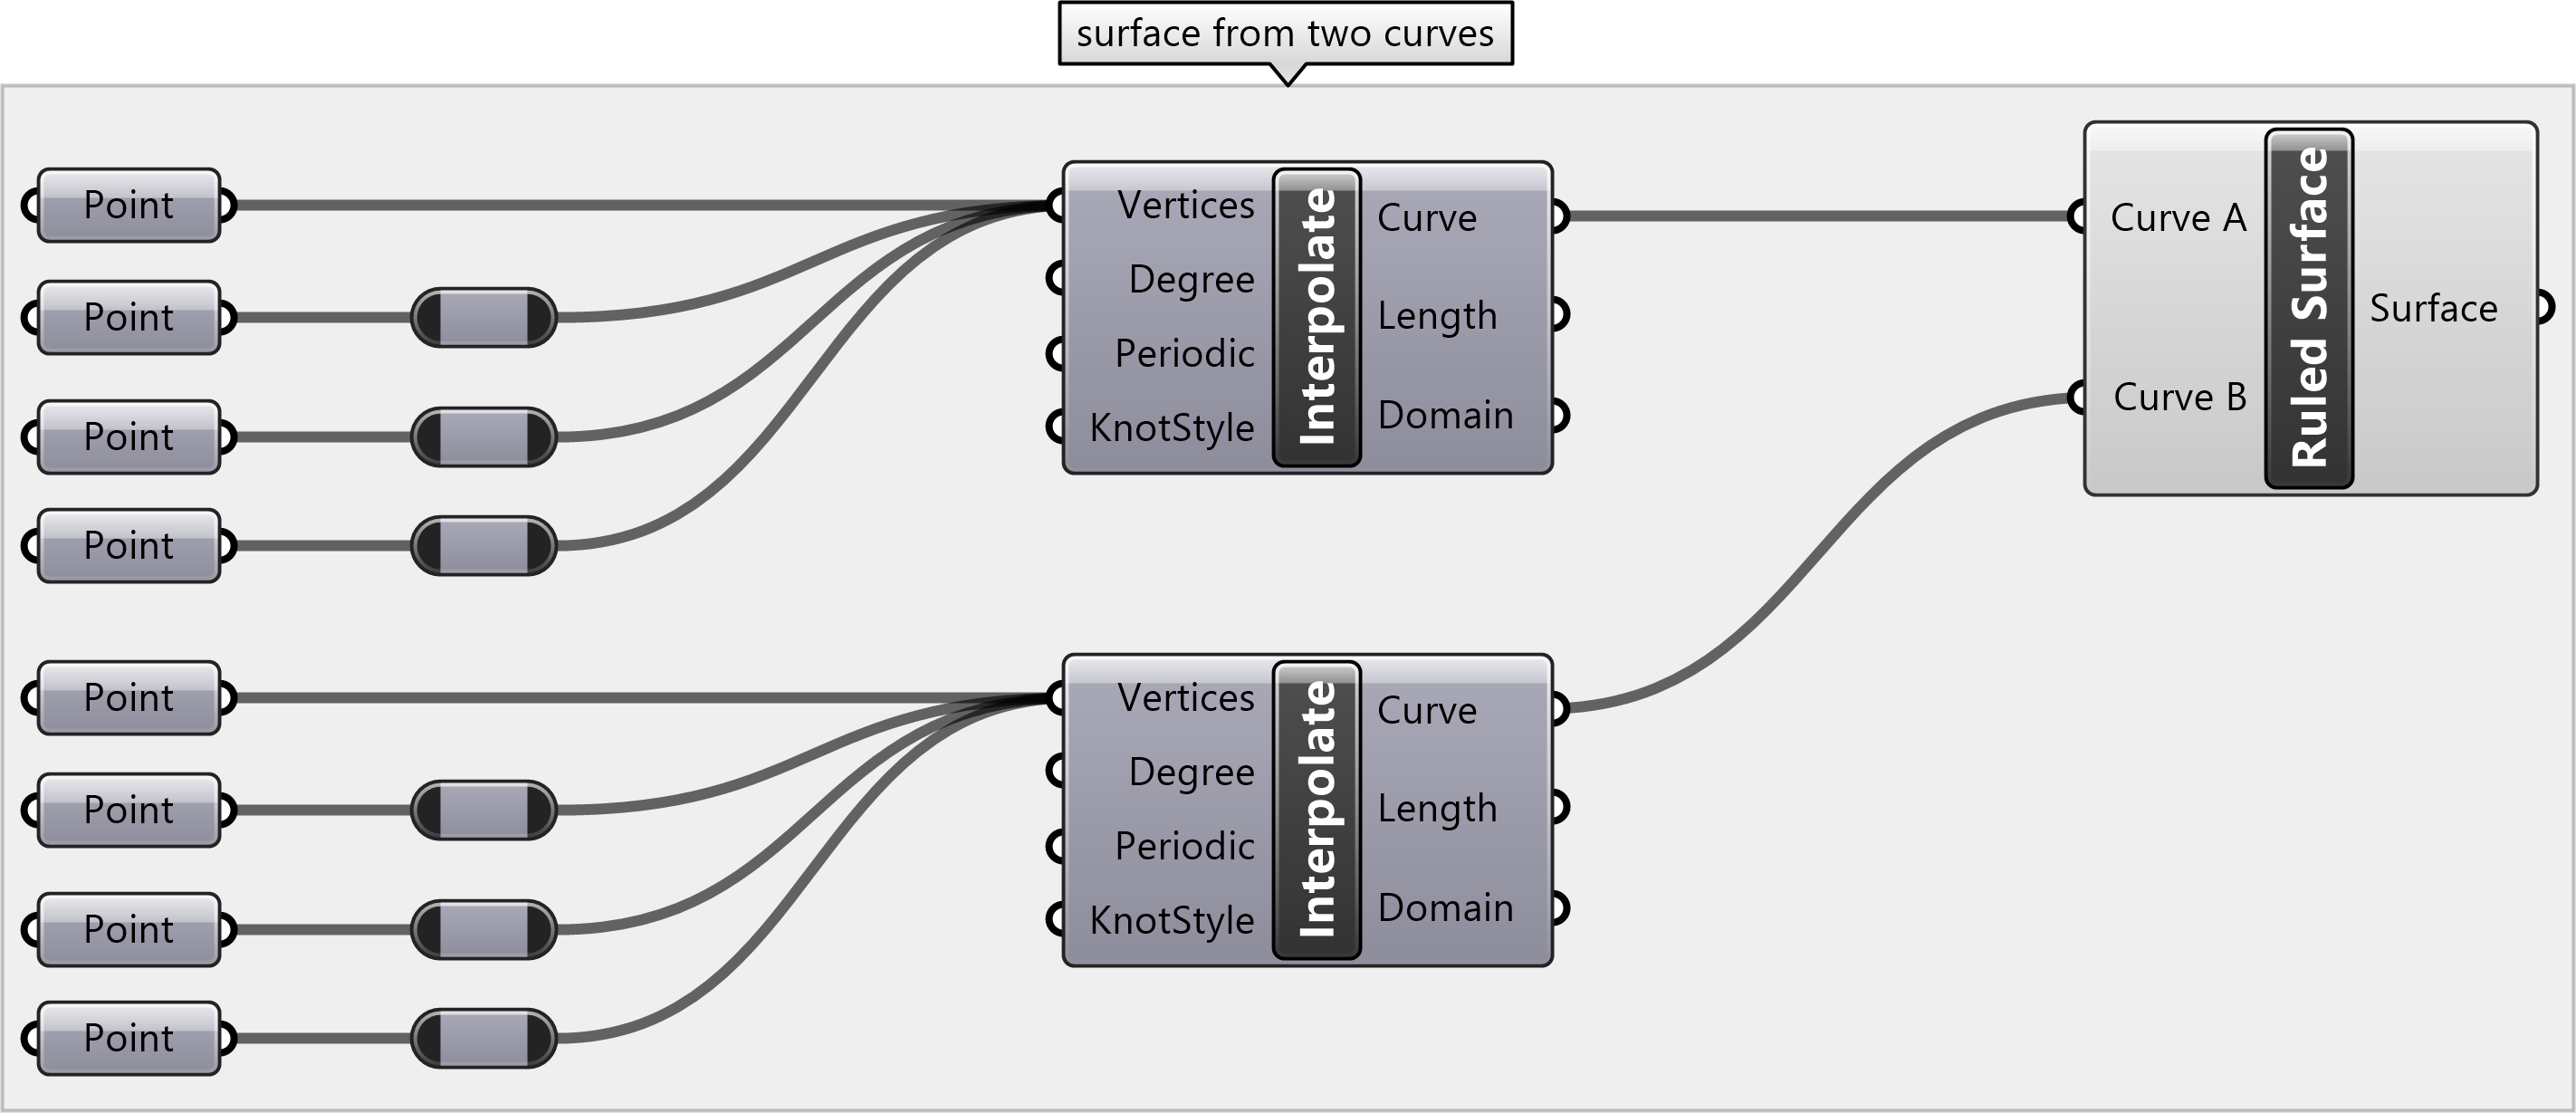 surface from two curves
Point
Point
Point
Point
Vertices
Degree
Periodic
KnotStyle
Interpolate
Curve
Length
Domain
Curve A
Curve B
Ruled Surface
Surface
Point
Point
Point
Point
Vertices
Degree
Periodic
KnotStyle
Interpolate
Curve
Length
Domain